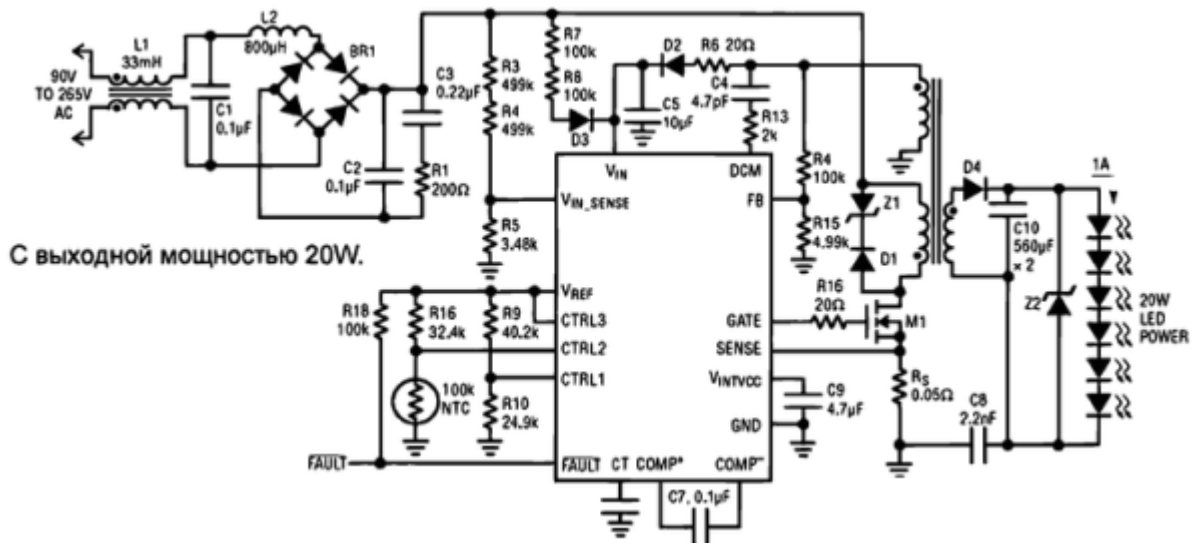 L1
33mH
90V
TO 265V
AC
L2
800µH
BR1
C1
0.1µF
C2
0.1µF
C3
0.22µF
R1
200Ω
R3
499k
R4
499k
R5
3.48k
R7
100k
R8
100k
D3
D2
R6 20Ω
C5
10µF
C4
4.7pF
R13
2k
R4
100k
R15
4.99k
Z1
D1
D4
1A
C10
560µF
× 2
Z2
20W
LED
POWER
R16
20Ω
M1
RS
0.05Ω
C8
2.2nF
C9
4.7µF
VIN
DCM
VIN_SENSE
FB
VREF
CTRL3
CTRL2
CTRL1
GATE
SENSE
VINTVCC
GND
FAULT
CT
COMP+
COMP–
C7, 0.1µF
С выходной мощностью 20W.
R18
100k
R16
32.4k
R9
40.2k
100k
NTC
R10
24.9k
FAULT